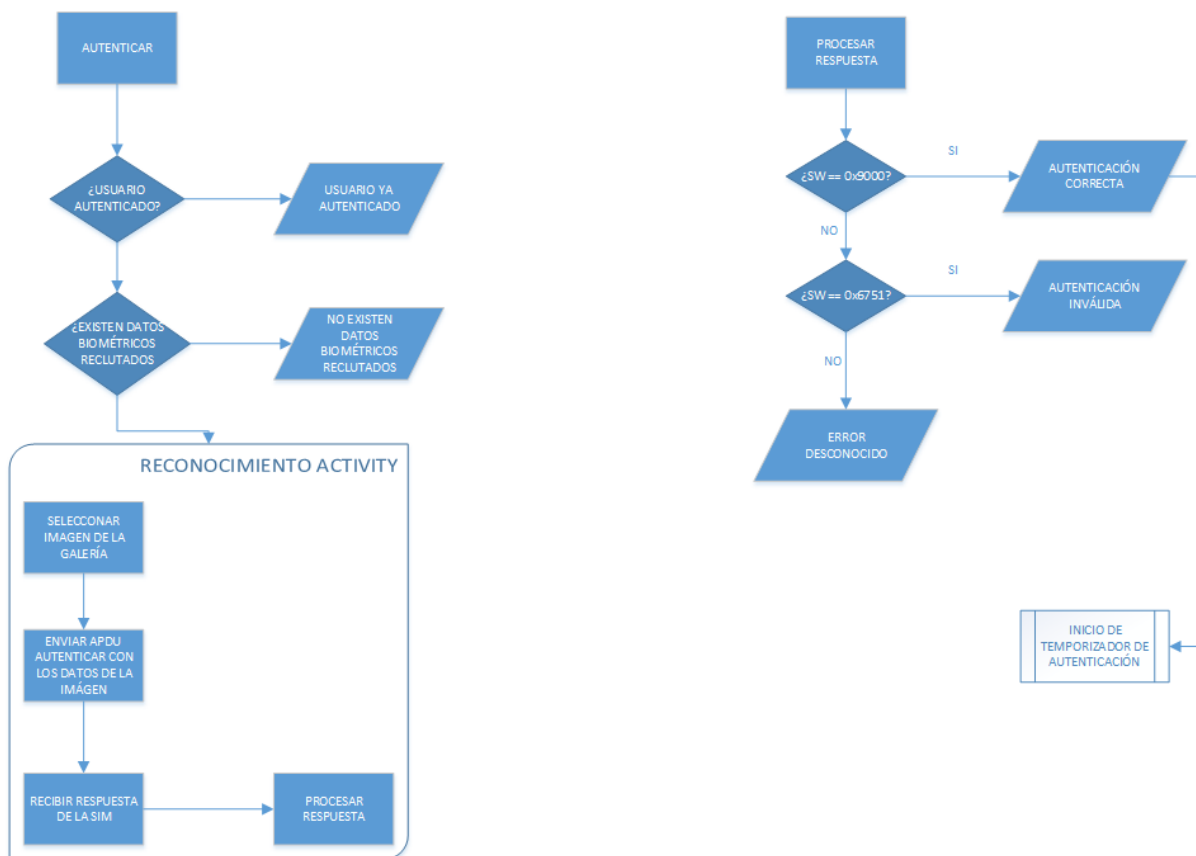 AUTENTICAR
¿USUARIO
AUTENTICADO?
USUARIO YA
AUTENTICADO
¿EXISTEN DATOS
BIOMÉTRICOS
RECLUTADOS
NO EXISTEN
DATOS
BIOMÉTRICOS
RECLUTADOS
RECONOCIMIENTO ACTIVITY
SELECCONAR
IMAGEN DE LA
GALERÍA
ENVIAR APDU
AUTENTICAR CON
LOS DATOS DE LA
IMÁGEN
RECIBIR RESPUESTA
DE LA SIM
PROCESAR
RESPUESTA
PROCESAR
RESPUESTA
¿SW == 0x9000?
SI
AUTENTICACIÓN
CORRECTA
NO
¿SW == 0x6751?
SI
AUTENTICACIÓN
INVÁLIDA
NO
ERROR
DESCONOCIDO
INICIO DE
TEMPORIZADOR DE
AUTENTICACIÓN